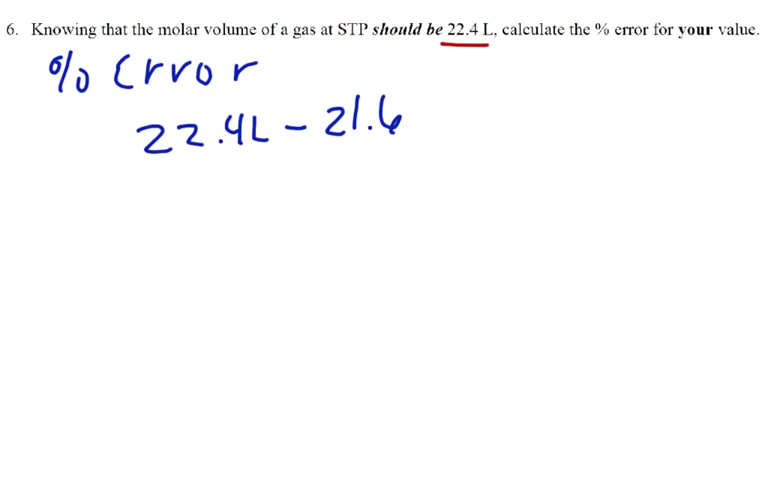 6. Knowing that the molar volume of a gas at STP should be 22.4 L, calculate the % error for your value.
% Error
22.4L - 21.6